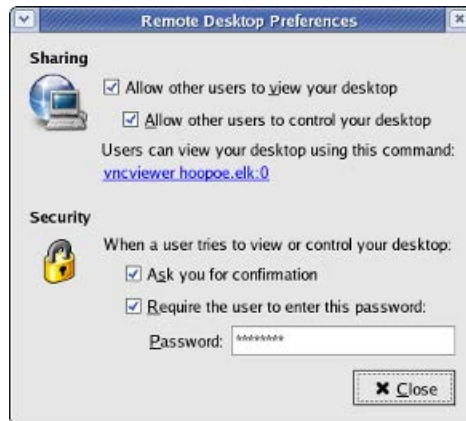 Remote Desktop Preferences
Sharing
Allow other users to view your desktop
Allow other users to control your desktop
Users can view your desktop using this command:
vncviewer hoopoe.elk:0
Security
When a user tries to view or control your desktop:
Ask you for confirmation
Require the user to enter this password:
Password: ********
Close